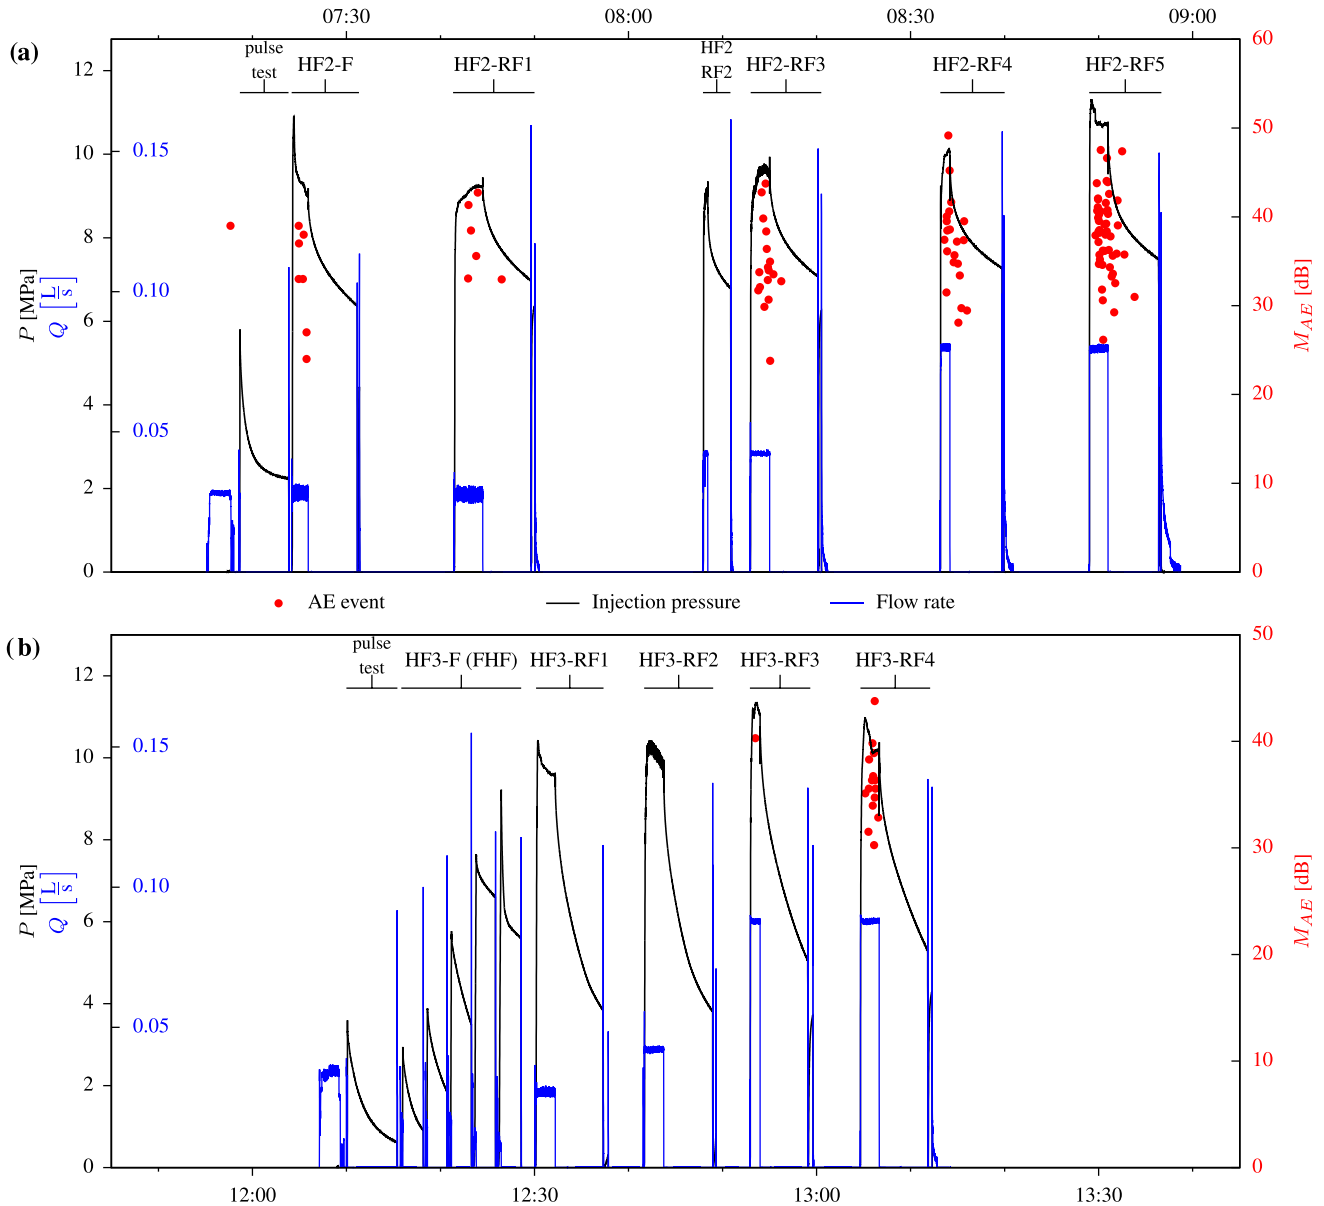 07:30 08:00 08:30 09:00
(a)
pulse
test
HF2-F
HF2-RF1
HF2
RF2
HF2-RF3
HF2-RF4
HF2-RF5
12
10
8
6
4
2
0
0.15
0.10
0.05
P [MPa]
Q [L/s]
60
50
40
30
20
10
0
M_{AE} [dB]
AE event Injection pressure Flow rate
(b)
pulse
test
HF3-F (FHF)
HF3-RF1
HF3-RF2
HF3-RF3
HF3-RF4
12
10
8
6
4
2
0
0.15
0.10
0.05
P [MPa]
Q [L/s]
50
40
30
20
10
0
M_{AE} [dB]
12:00 12:30 13:00 13:30